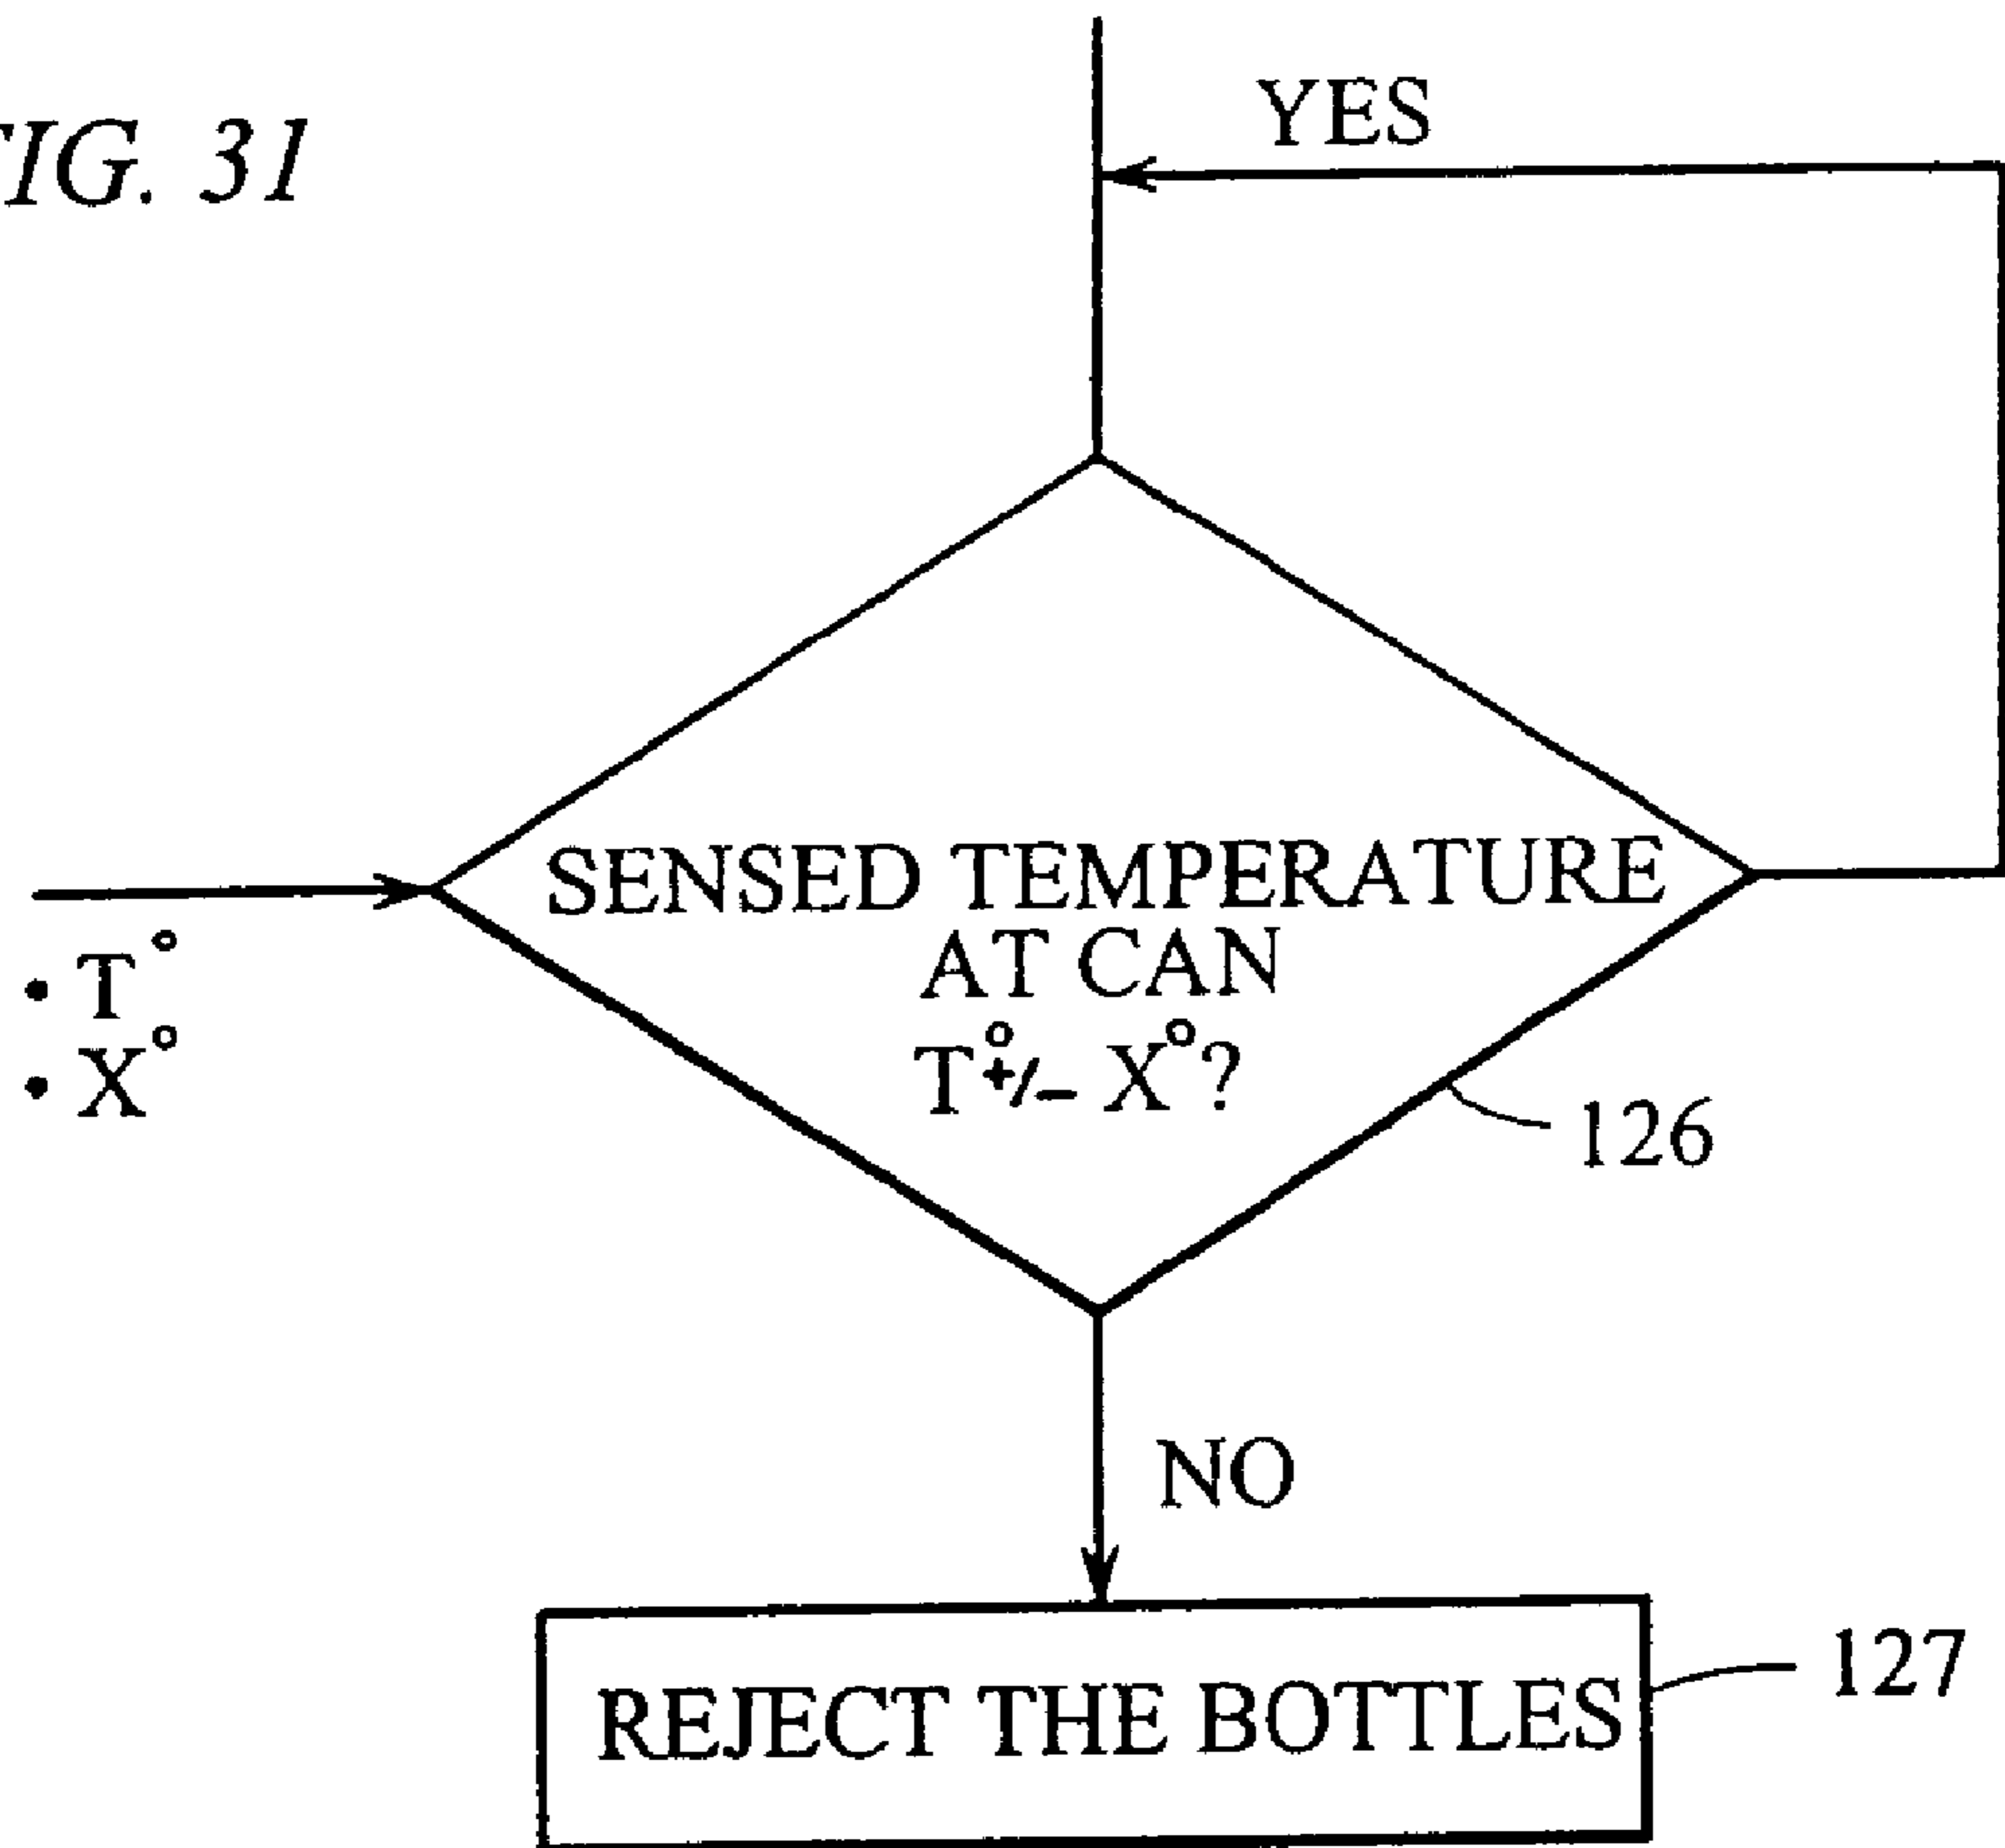 FIG. 31
YES
SENSED TEMPERATURE
AT CAN
T° +/- X° ?
• T°
• X°
126
NO
REJECT THE BOTTLES
127